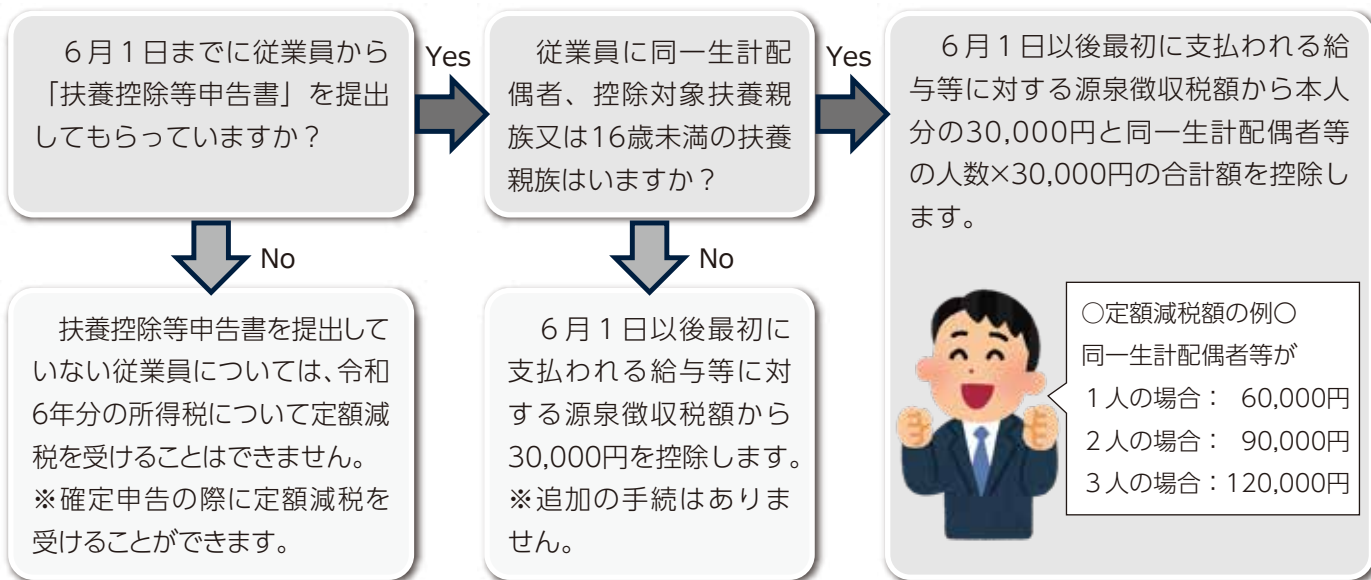 ６月１日までに従業員から
「扶養控除等申告書」を提出
してもらっていますか？
Yes
従業員に同一生計配
偶者、控除対象扶養親
族又は16歳未満の扶養
親族はいますか？
Yes
６月１日以後最初に支払われる給
与等に対する源泉徴収税額から本人
分の30,000円と同一生計配偶者等
の人数×30,000円の合計額を控除し
ます。
No
扶養控除等申告書を提出して
いない従業員については、令和
6年分の所得税について定額減
税を受けることはできません。
※確定申告の際に定額減税を
受けることができます。
No
６月１日以後最初に
支払われる給与等に対
する源泉徴収税額から
30,000円を控除します。
※追加の手続はありま
せん。
○定額減税額の例○
同一生計配偶者等が
１人の場合： 60,000円
２人の場合： 90,000円
３人の場合：120,000円